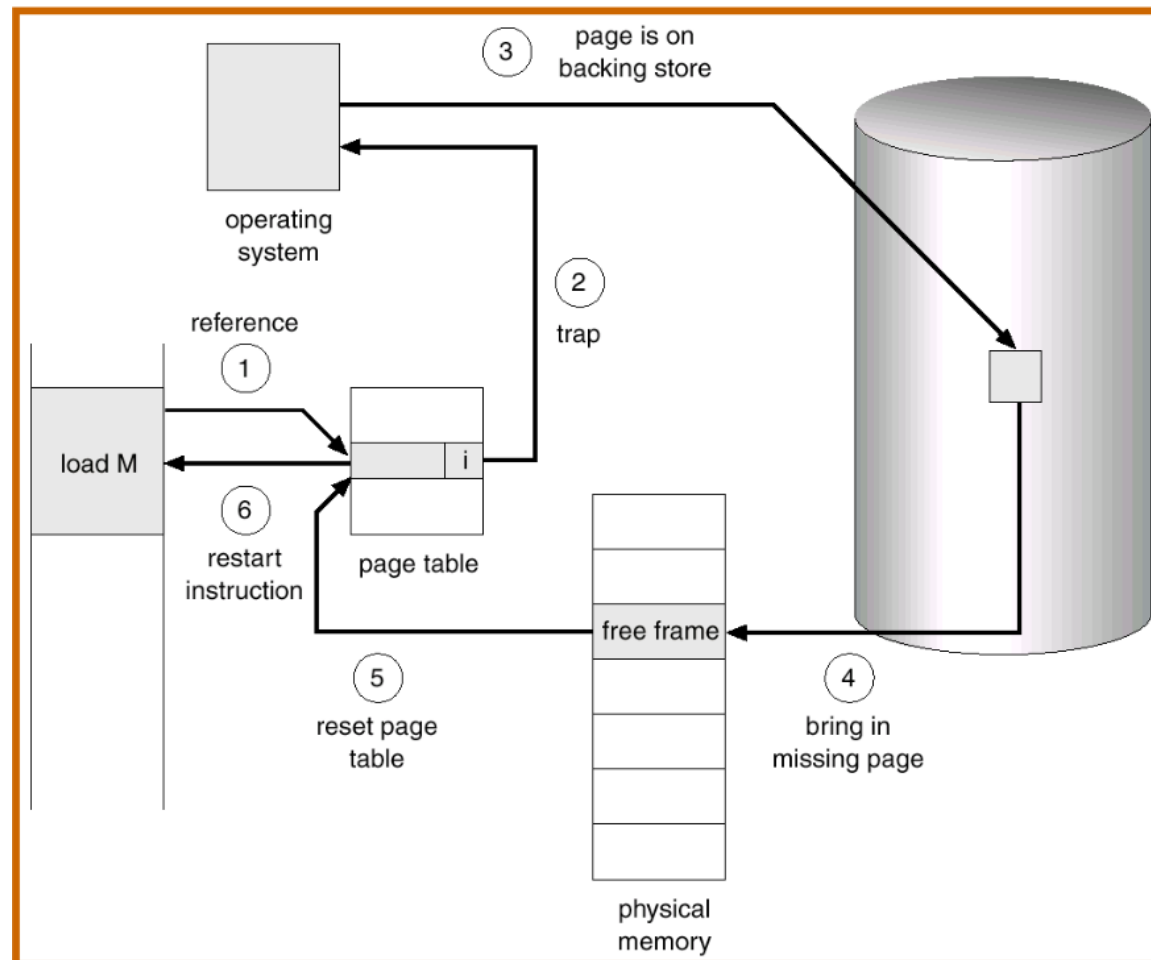 3
page is on
backing store
operating
system
2
trap
reference
1
load M
i
6
restart
instruction
page table
free frame
5
reset page
table
4
bring in
missing page
physical
memory